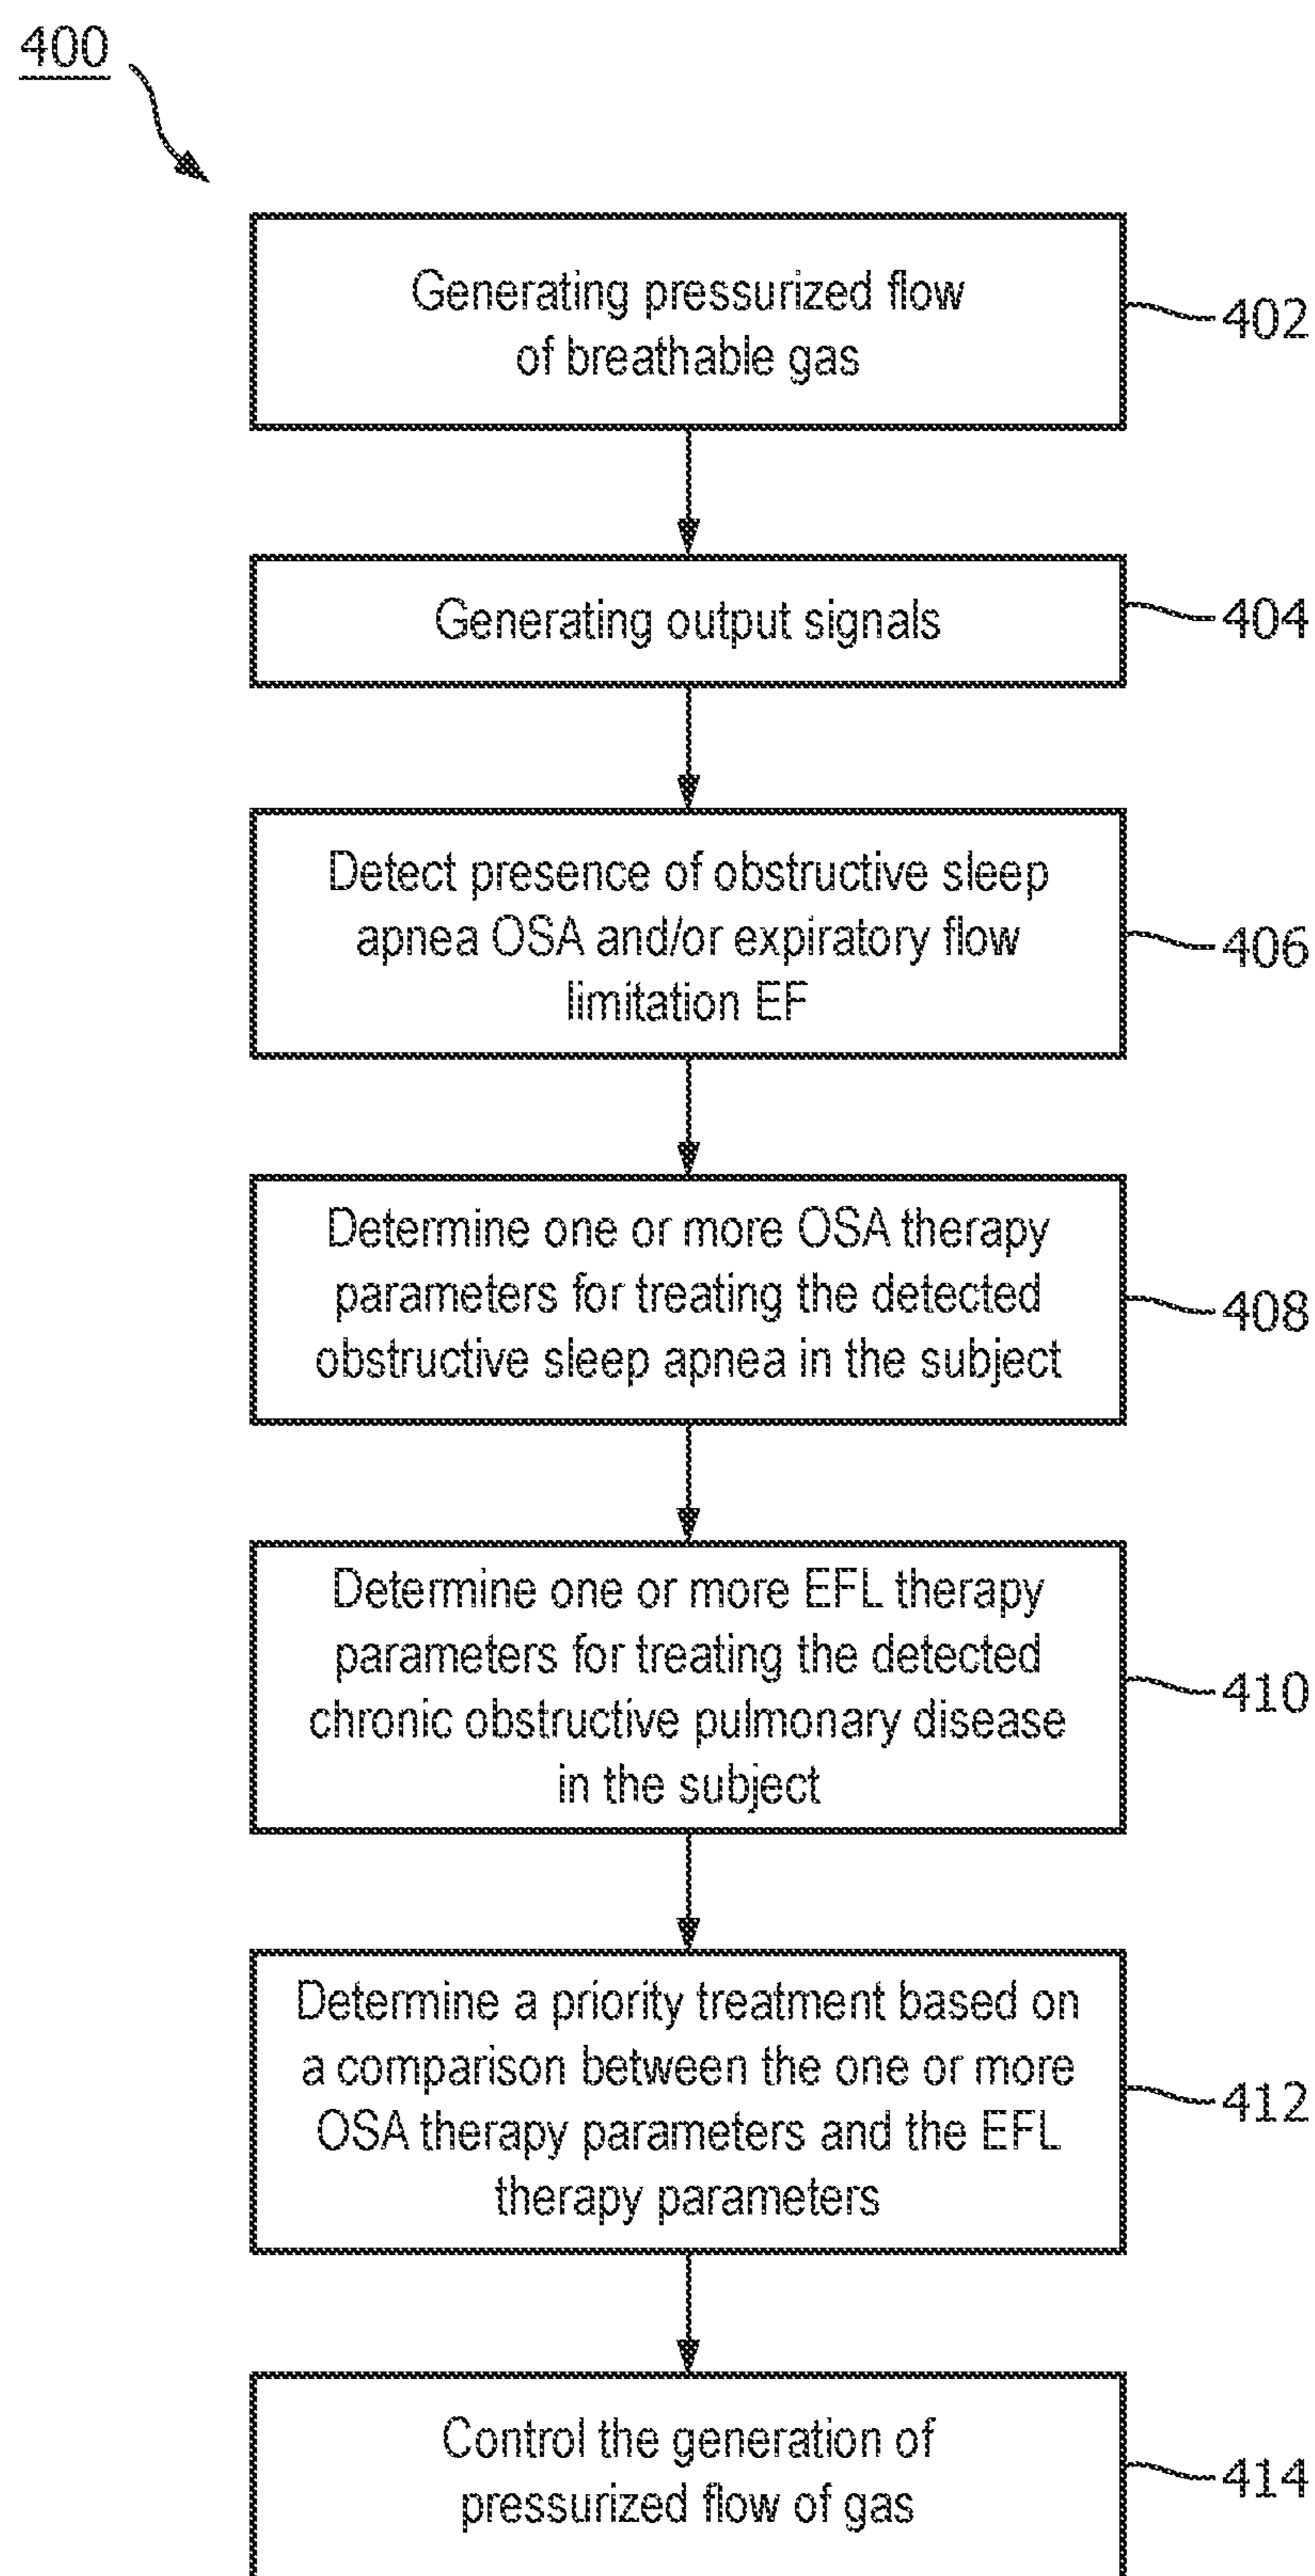 400
Generating pressurized flow
of breathable gas
402
Generating output signals
404
Detect presence of obstructive sleep
apnea OSA and/or expiratory flow
limitation EF
406
Determine one or more OSA therapy
parameters for treating the detected
obstructive sleep apnea in the subject
408
Determine one or more EFL therapy
parameters for treating the detected
chronic obstructive pulmonary disease
in the subject
410
Determine a priority treatment based on
a comparison between the one or more
OSA therapy parameters and the EFL
therapy parameters
412
Control the generation of
pressurized flow of gas
414